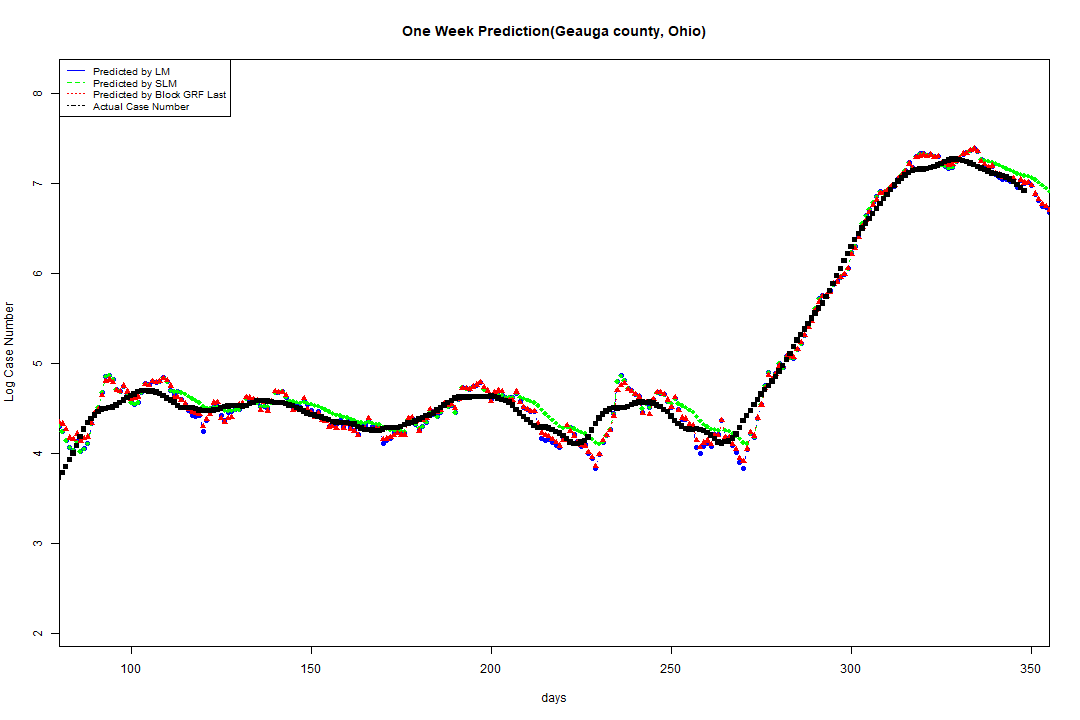 One Week Prediction(Geauga county, Ohio)
Predicted by LM
Predicted by SLM
Predicted by Block GRF Last
Actual Case Number
8
7
6
5
4
3
2
Log Case Number
100 150 200 250 300 350
days